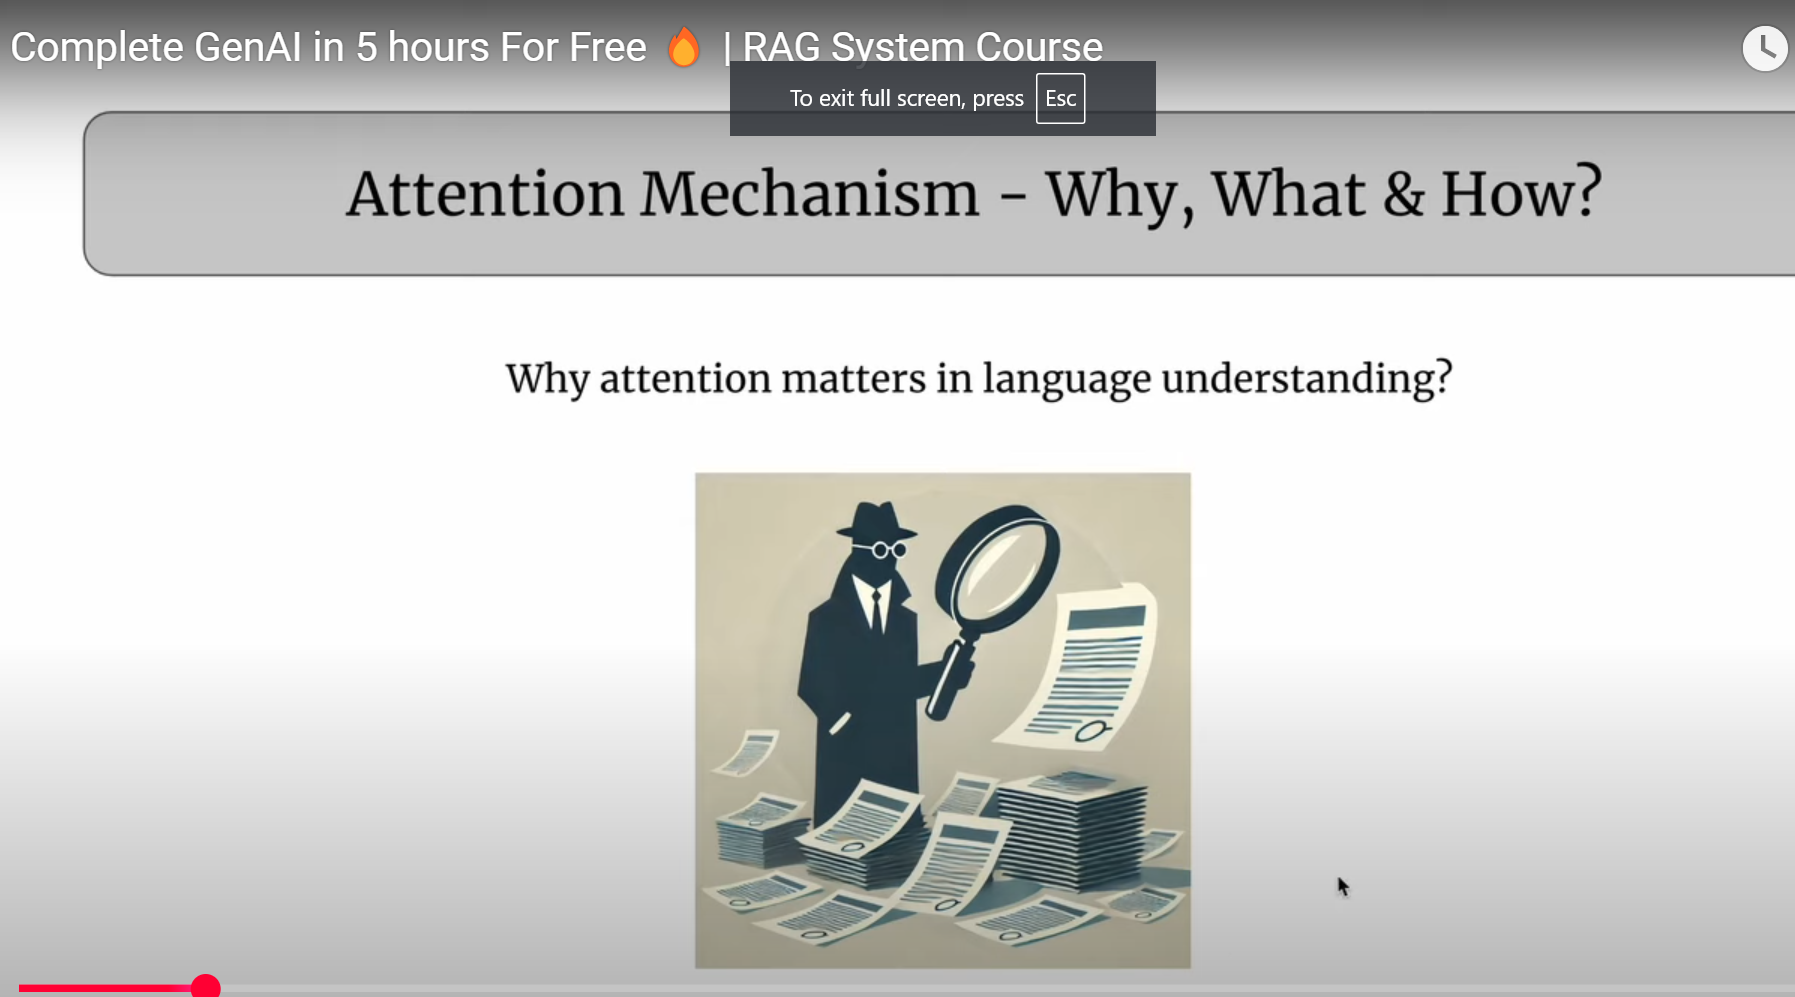 Complete GenAI in 5 hours For Free 🔥 | RAG System Course
To exit full screen, press Esc
Attention Mechanism - Why, What & How?
Why attention matters in language understanding?